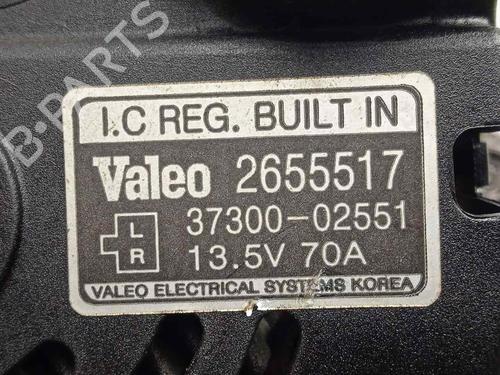 B-PARTS
I.C REG. BUILT IN
Valeo 2655517
L 37300-02551
R 13.5V 70A
VALEO ELECTRICAL SYSTEMS KOREA